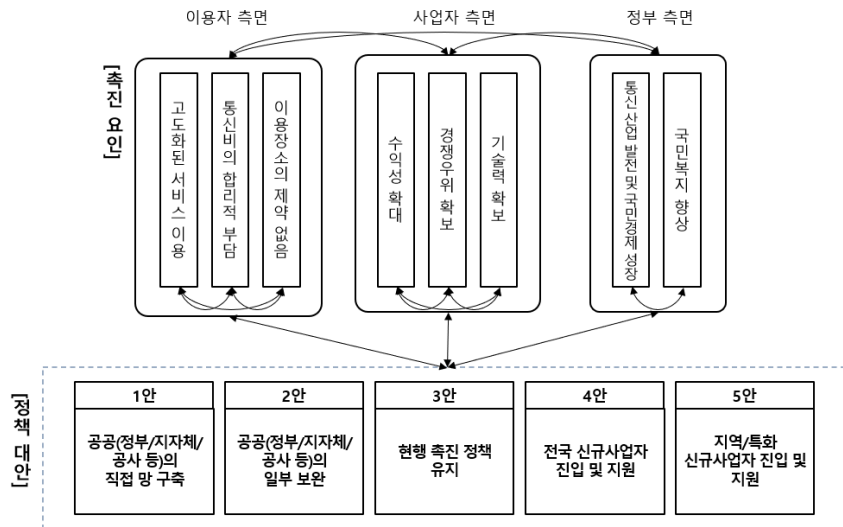 이용자 측면
사업자 측면
정부 측면
[촉진 요인]
고도화된 서비스 이용
통신비의 합리적 부담
이용장소의 제약 없음
수익성 확대
경쟁우위 확보
기술력 확보
통신 산업 발전 및 국민경제 성장
국민복지 향상
[정책 대안]
1안
공공(정부/지자체/
공사 등)의
직접 망 구축
2안
공공(정부/지자체/
공사 등)의
일부 보완
3안
현행 촉진 정책
유지
4안
전국 신규사업자
진입 및 지원
5안
지역/특화
신규사업자 진입 및
지원